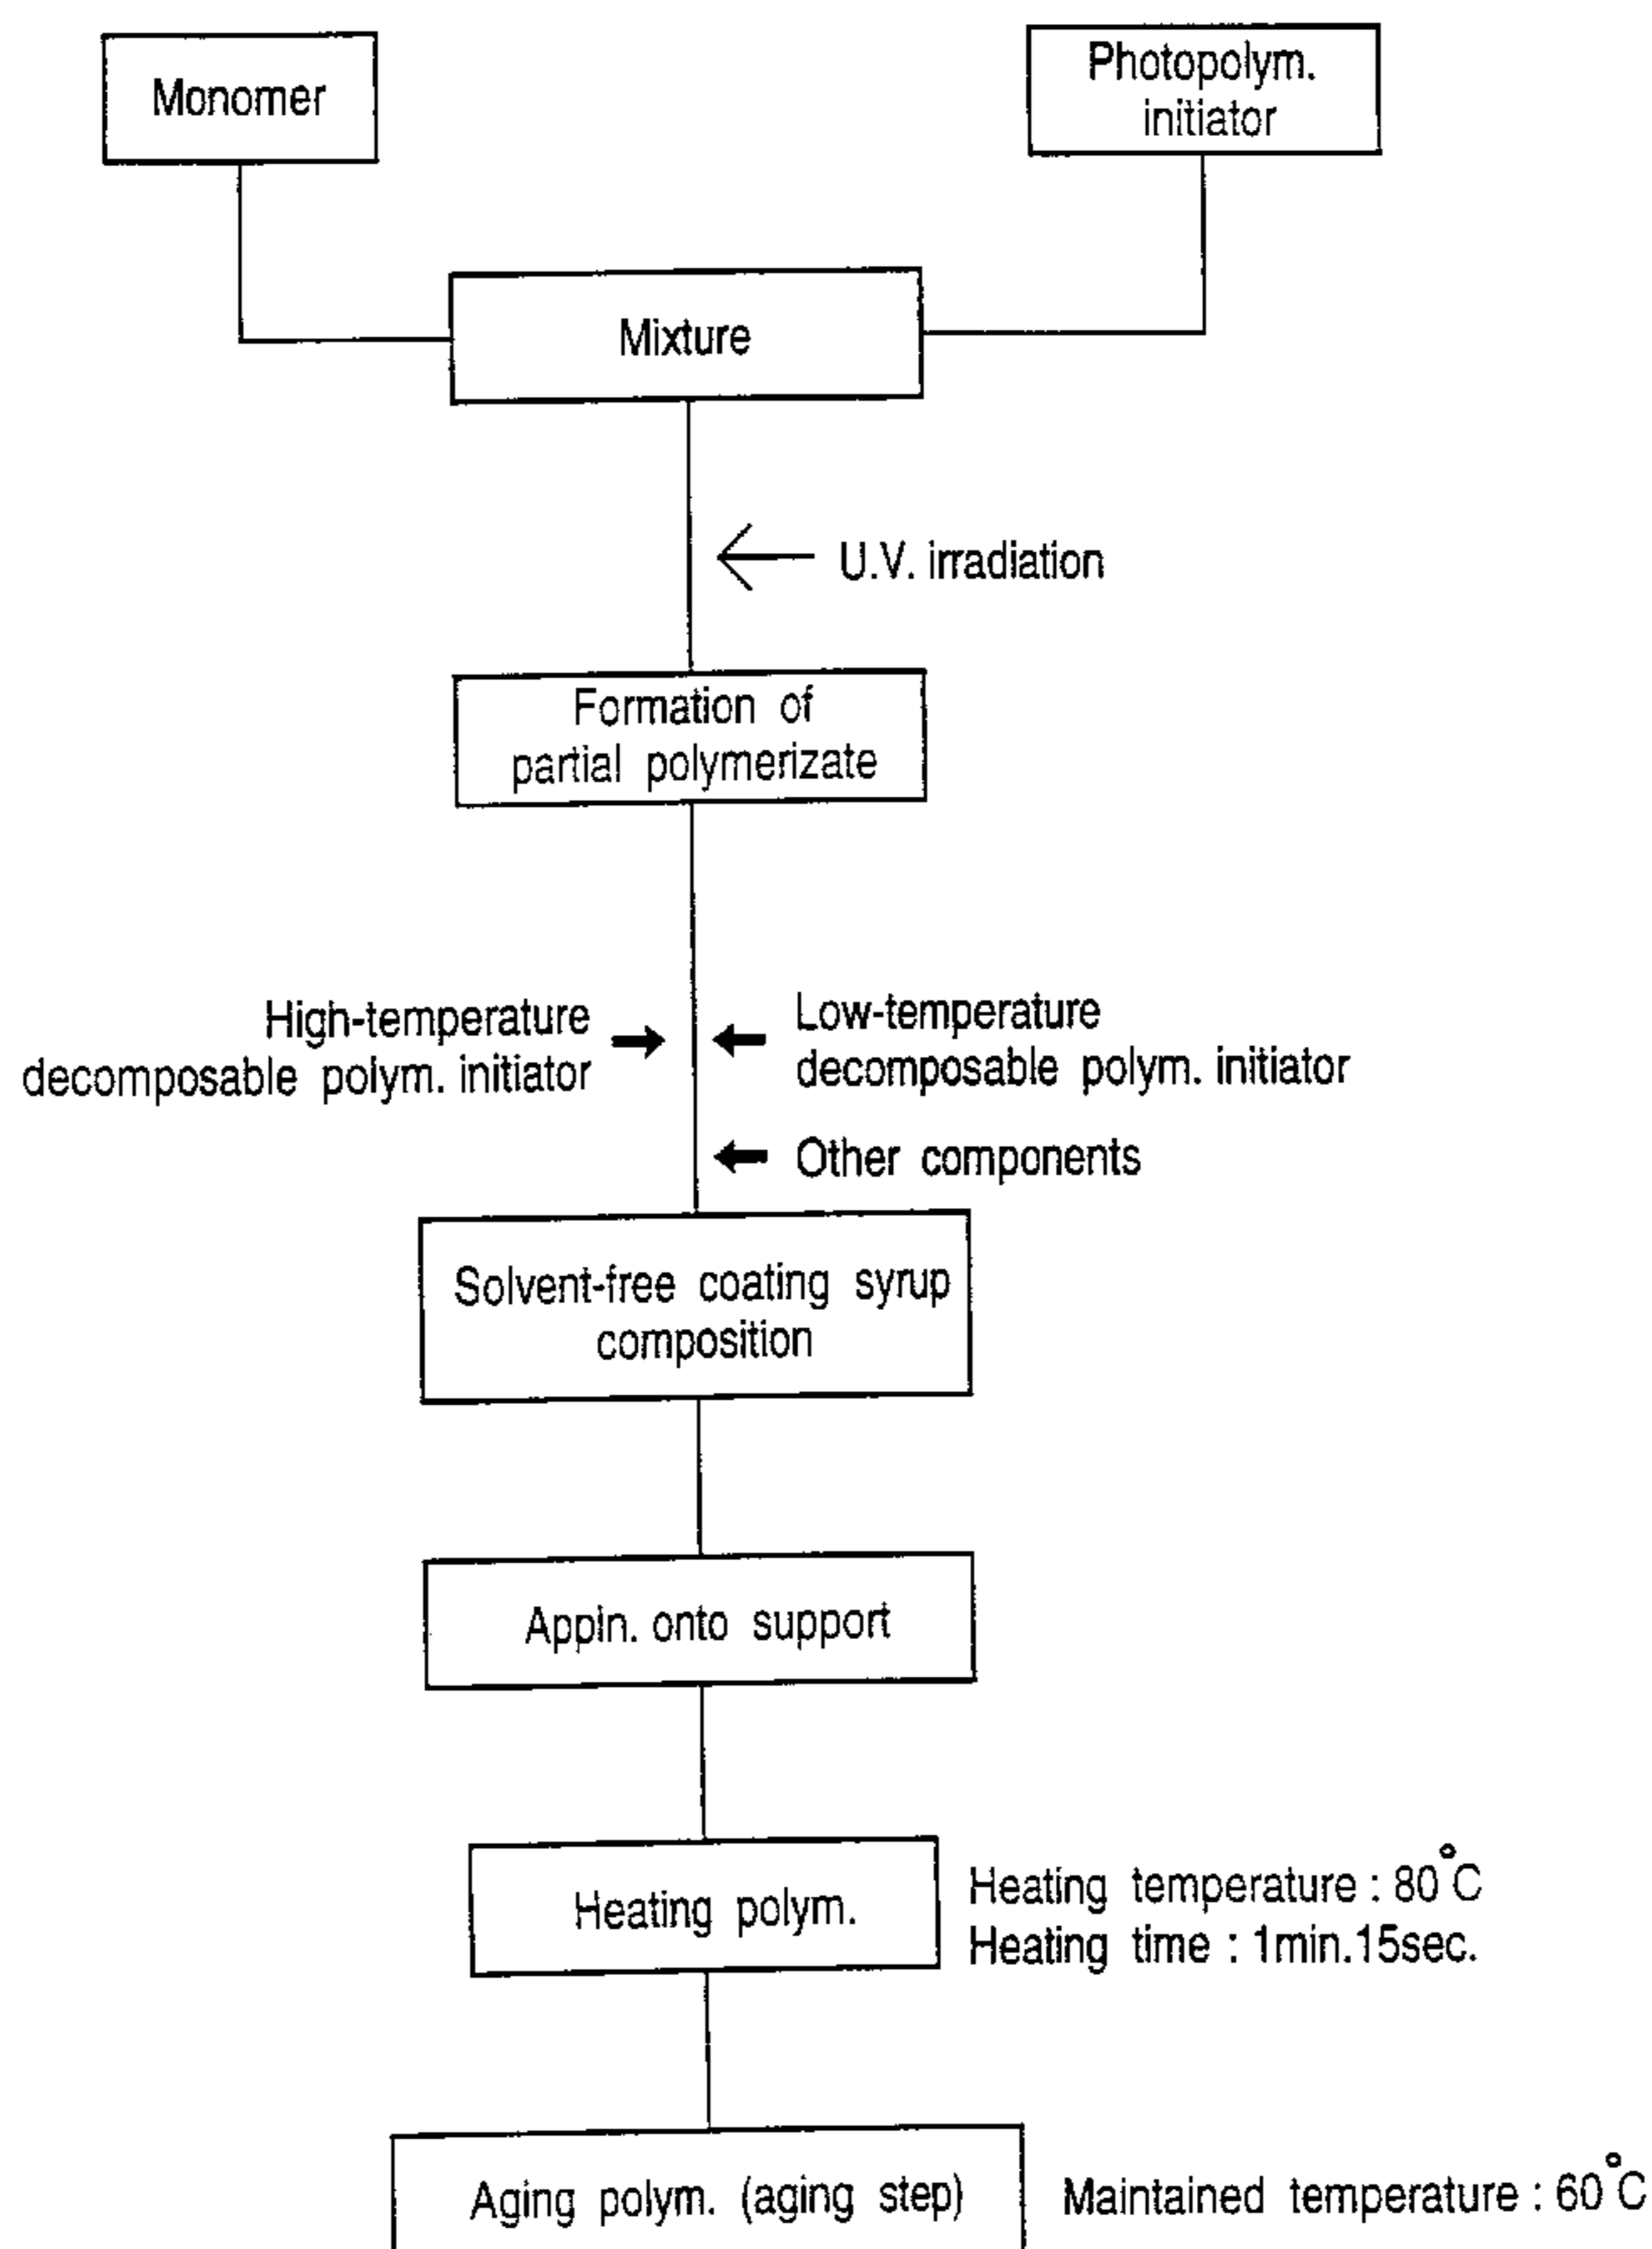 Monomer
Photopolym.
initiator
Mixture
U.V. irradiation
Formation of
partial polymerizate
High-temperature
decomposable polym. initiator
Low-temperature
decomposable polym. initiator
Other components
Solvent-free coating syrup
composition
Appin. onto support
Heating polym.
Heating temperature : 80°C
Heating time : 1min.15sec.
Aging polym. (aging step)
Maintained temperature : 60°C